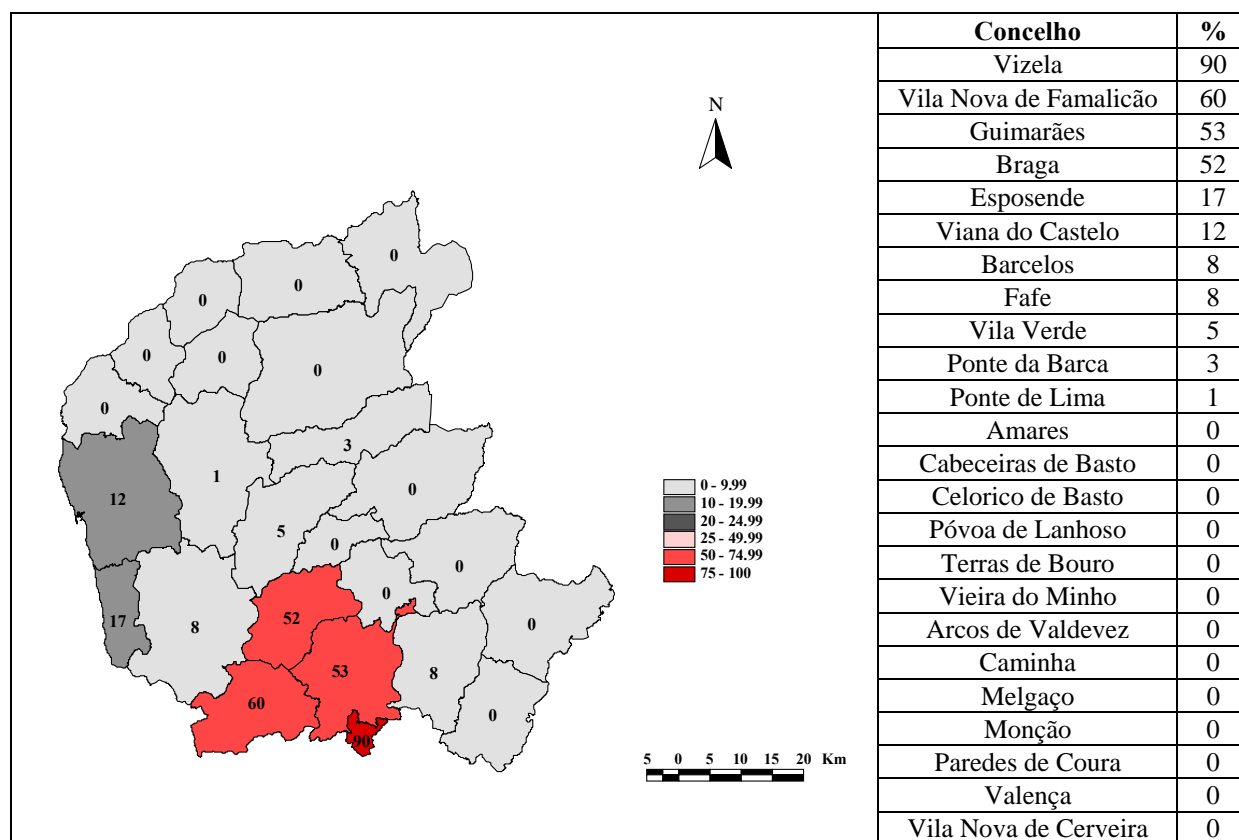 N
0
0
0
0
0
0
0
12
1
3
0
5
0
0
0
0
52
17
8
53
8
60
0
90
0 - 9.99
10 - 19.99
20 - 24.99
25 - 49.99
50 - 74.99
75 - 100
5 0 5 10 15 20 Km
Concelho %
Vizela 90
Vila Nova de Famalicão 60
Guimarães 53
Braga 52
Esposende 17
Viana do Castelo 12
Barcelos 8
Fafe 8
Vila Verde 5
Ponte da Barca 3
Ponte de Lima 1
Amares 0
Cabeceiras de Basto 0
Celorico de Basto 0
Póvoa de Lanhoso 0
Terras de Bouro 0
Vieira do Minho 0
Arcos de Valdevez 0
Caminha 0
Melgaço 0
Monção 0
Paredes de Coura 0
Valença 0
Vila Nova de Cerveira 0